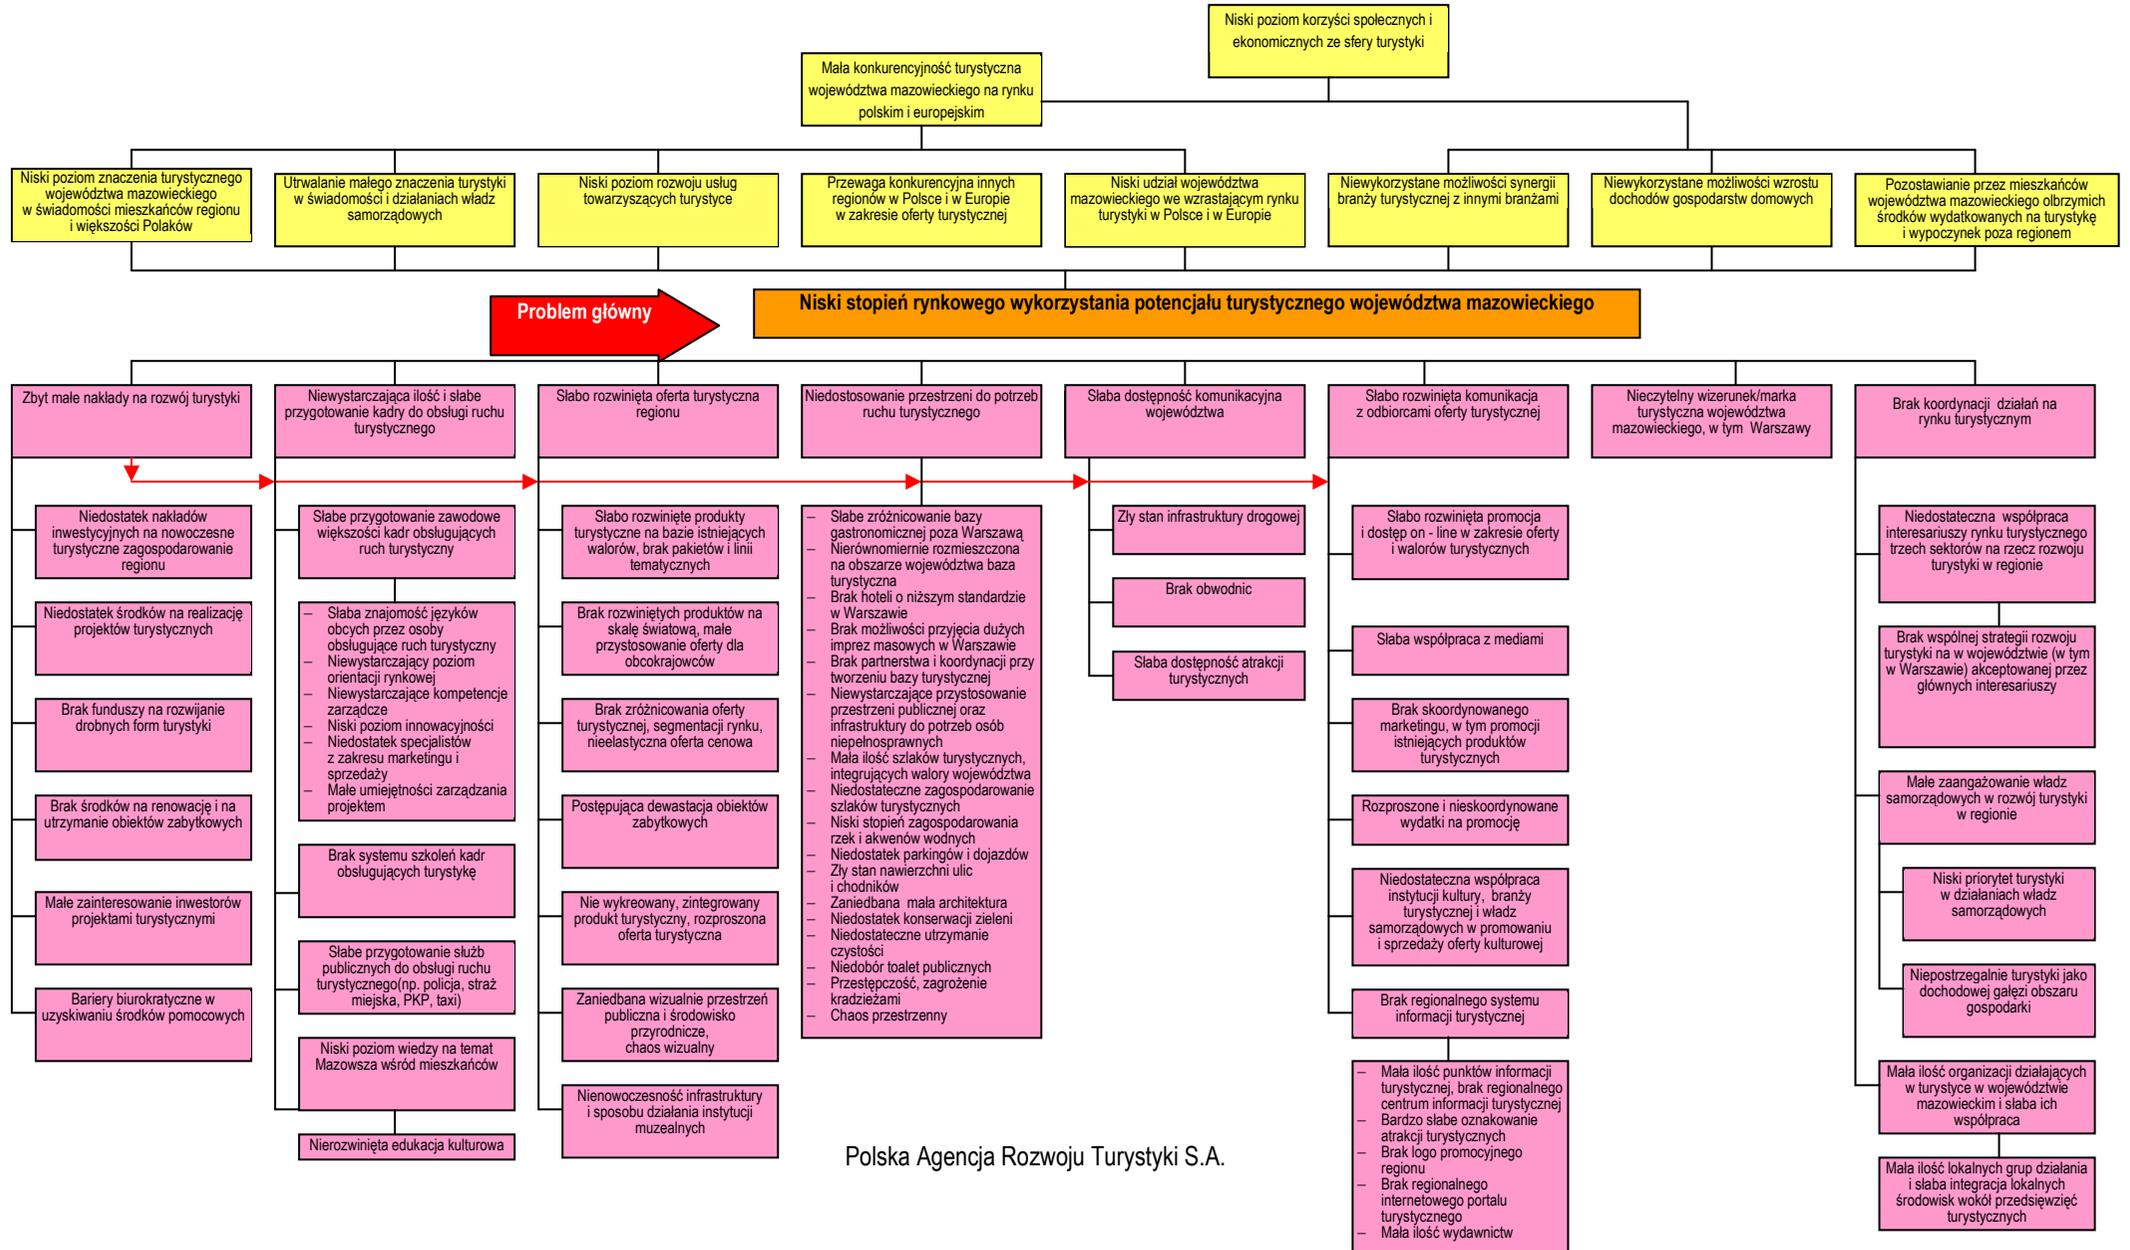 Niski poziom korzyści społecznych i
ekonomicznych ze sfery turystyki
Mała konkurencyjność turystyczna
województwa mazowieckiego na rynku
polskim i europejskim
Niski poziom znaczenia turystycznego
województwa mazowieckiego
w świadomości mieszkańców regionu
i większości Polaków
Utrwalanie małego znaczenia turystyki
w świadomości i działaniach władz
samorządowych
Niski poziom rozwoju usług
towarzyszących turystyce
Przewaga konkurencyjna innych
regionów w Polsce i w Europie
w zakresie oferty turystycznej
Niski udział województwa
mazowieckiego we wzrastającym rynku
turystyki w Polsce i w Europie
Niewykorzystane możliwości synergii
branży turystycznej z innymi branżami
Niewykorzystane możliwości wzrostu
dochodów gospodarstw domowych
Pozostawianie przez mieszkańców
województwa mazowieckiego olbrzymich
środków wydatkowanych na turystykę
i wypoczynek poza regionem
Problem główny
Niski stopień rynkowego wykorzystania potencjału turystycznego województwa mazowieckiego
Zbyt małe nakłady na rozwój turystyki
Niewystarczająca ilość i słabe
przygotowanie kadry do obsługi ruchu
turystycznego
Słabo rozwinięta oferta turystyczna
regionu
Niedostosowanie przestrzeni do potrzeb
ruchu turystycznego
Słaba dostępność komunikacyjna
województwa
Słabo rozwinięta komunikacja
z odbiorcami oferty turystycznej
Nieczytelny wizerunek/marka
turystyczna województwa
mazowieckiego, w tym Warszawy
Brak koordynacji działań na
rynku turystycznym
Niedostatek nakładów
inwestycyjnych na nowoczesne
turystyczne zagospodarowanie
regionu
Niedostatek środków na realizację
projektów turystycznych
Brak funduszy na rozwijanie
drobnych form turystyki
Brak środków na renowację i na
utrzymanie obiektów zabytkowych
Małe zainteresowanie inwestorów
projektami turystycznymi
Bariery biurokratyczne w
uzyskiwaniu środków pomocowych
Słabe przygotowanie zawodowe
większości kadr obsługujących
ruch turystyczny
– Słaba znajomość języków
obcych przez osoby
obsługujące ruch turystyczny
– Niewystarczający poziom
orientacji rynkowej
– Niewystarczające kompetencje
zarządcze
– Niski poziom innowacyjności
– Niedostatek specjalistów
z zakresu marketingu i
sprzedaży
– Małe umiejętności zarządzania
projektem
Brak systemu szkoleń kadr
obsługujących turystykę
Słabe przygotowanie służb
publicznych do obsługi ruchu
turystycznego(np. policja, straż
miejska, PKP, taxi)
Niski poziom wiedzy na temat
Mazowsza wśród mieszkańców
Nierozwinięta edukacja kulturowa
Słabo rozwinięte produkty
turystyczne na bazie istniejących
walorów, brak pakietów i linii
tematycznych
Brak rozwiniętych produktów na
skalę światową, małe
przystosowanie oferty dla
obcokrajowców
Brak zróżnicowania oferty
turystycznej, segmentacji rynku,
nieelastyczna oferta cenowa
Postępująca dewastacja obiektów
zabytkowych
Nie wykreowany, zintegrowany
produkt turystyczny, rozproszona
oferta turystyczna
Zaniedbana wizualnie przestrzeń
publiczna i środowisko
przyrodnicze,
chaos wizualny
Nienowoczesność infrastruktury
i sposobu działania instytucji
muzealnych
– Słabe zróżnicowanie bazy
gastronomicznej poza Warszawą
– Nierównomiernie rozmieszczona
na obszarze województwa baza
turystyczna
– Brak hoteli o niższym standardzie
w Warszawie
– Brak możliwości przyjęcia dużych
imprez masowych w Warszawie
– Brak partnerstwa i koordynacji przy
tworzeniu bazy turystycznej
– Niewystarczające przystosowanie
przestrzeni publicznej oraz
infrastruktury do potrzeb osób
niepełnosprawnych
– Mała ilość szlaków turystycznych,
integrujących walory województwa
– Niedostateczne zagospodarowanie
szlaków turystycznych
– Niski stopień zagospodarowania
rzek i akwenów wodnych
– Niedostatek parkingów i dojazdów
– Zły stan nawierzchni ulic
i chodników
– Zaniedbana mała architektura
– Niedostatek konserwacji zieleni
– Niedostateczne utrzymanie
czystości
– Niedobór toalet publicznych
– Przestępczość, zagrożenie
kradzieżami
– Chaos przestrzenny
Zły stan infrastruktury drogowej
Brak obwodnic
Słaba dostępność atrakcji
turystycznych
Słabo rozwinięta promocja
i dostęp on - line w zakresie oferty
i walorów turystycznych
Słaba współpraca z mediami
Brak skoordynowanego
marketingu, w tym promocji
istniejących produktów
turystycznych
Rozproszone i nieskoordynowane
wydatki na promocję
Niedostateczna współpraca
instytucji kultury, branży
turystycznej i władz
samorządowych w promowaniu
i sprzedaży oferty kulturowej
Brak regionalnego systemu
informacji turystycznej
– Mała ilość punktów informacji
turystycznej, brak regionalnego
centrum informacji turystycznej
– Bardzo słabe oznakowanie
atrakcji turystycznych
– Brak logo promocyjnego
regionu
– Brak regionalnego
internetowego portalu
turystycznego
– Mała ilość wydawnictw
Niedostateczna współpraca
interesariuszy rynku turystycznego
trzech sektorów na rzecz rozwoju
turystyki w regionie
Brak wspólnej strategii rozwoju
turystyki na w województwie (w tym
w Warszawie) akceptowanej przez
głównych interesariuszy
Małe zaangażowanie władz
samorządowych w rozwój turystyki
w regionie
Niski priorytet turystyki
w działaniach władz
samorządowych
Niepostrzegalnie turystyki jako
dochodowej gałęzi obszaru
gospodarki
Mała ilość organizacji działających
w turystyce w województwie
mazowieckim i słaba ich
współpraca
Mała ilość lokalnych grup działania
i słaba integracja lokalnych
środowisk wokół przedsięwzięć
turystycznych
Polska Agencja Rozwoju Turystyki S.A.